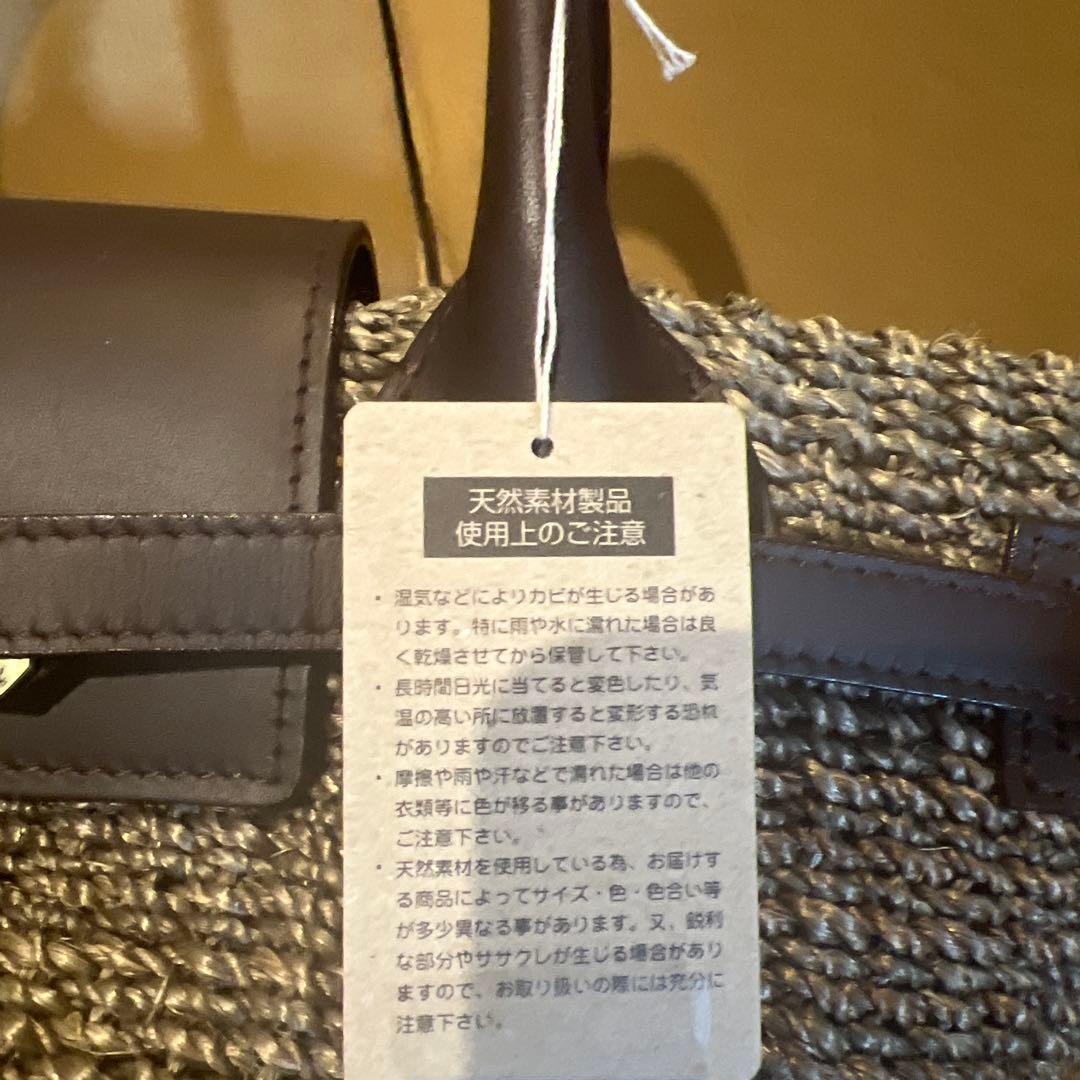 天然素材製品
使用上のご注意
・湿気などによりカビが生じる場合があ
ります。特に雨や水に濡れた場合は良
く乾燥させてから保管して下さい。
・長時間日光に当てると変色したり、気
温の高い所に放置すると変形する恐れ
がありますのでご注意下さい。
・摩擦や雨や汗などで濡れた場合は他の
衣類等に色が移る事がありますので、
ご注意下さい。
・天然素材を使用している為、お届けす
る商品によってサイズ・色・色合い等
が多少異なる事があります。又、鋭利
な部分やササクレが生じる場合があり
ますので、お取り扱いの際には充分に
注意下さい。